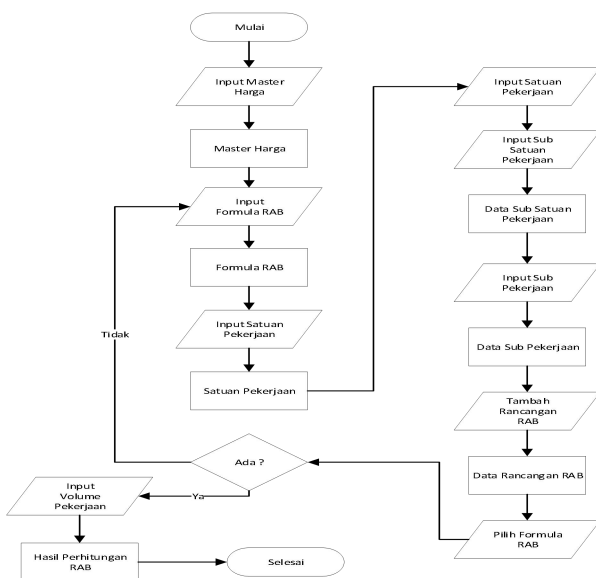 Mulai
Input Master
Harga
Master Harga
Input
Formula RAB
Formula RAB
Input Satuan
Pekerjaan
Satuan Pekerjaan
Input Satuan
Pekerjaan
Input Sub
Satuan
Pekerjaan
Data Sub Satuan
Pekerjaan
Input Sub
Pekerjaan
Data Sub Pekerjaan
Tambah
Rancangan
RAB
Data Rancangan RAB
Pilih Formula
RAB
Ada ?
Tidak
Ya
Input
Volume
Pekerjaan
Hasil Perhitungan
RAB
Selesai